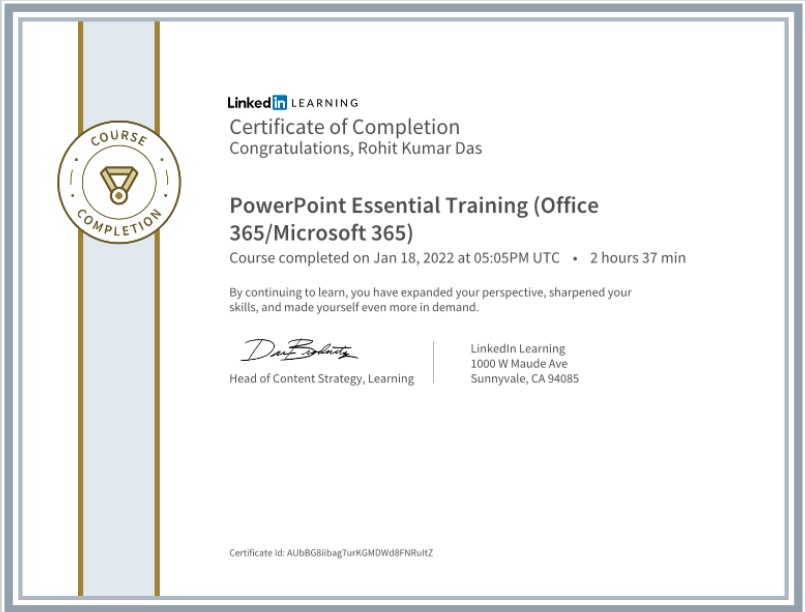 COURSE
COMPLETION
Linked in LEARNING
Certificate of Completion
Congratulations, Rohit Kumar Das
PowerPoint Essential Training (Office
365/Microsoft 365)
Course completed on Jan 18, 2022 at 05:05PM UTC • 2 hours 37 min
By continuing to learn, you have expanded your perspective, sharpened your
skills, and made yourself even more in demand.
Head of Content Strategy, Learning
LinkedIn Learning
1000 W Maude Ave
Sunnyvale, CA 94085
Certificate Id: AUbBG8iibag7urKGMDWd8FNRuItZ